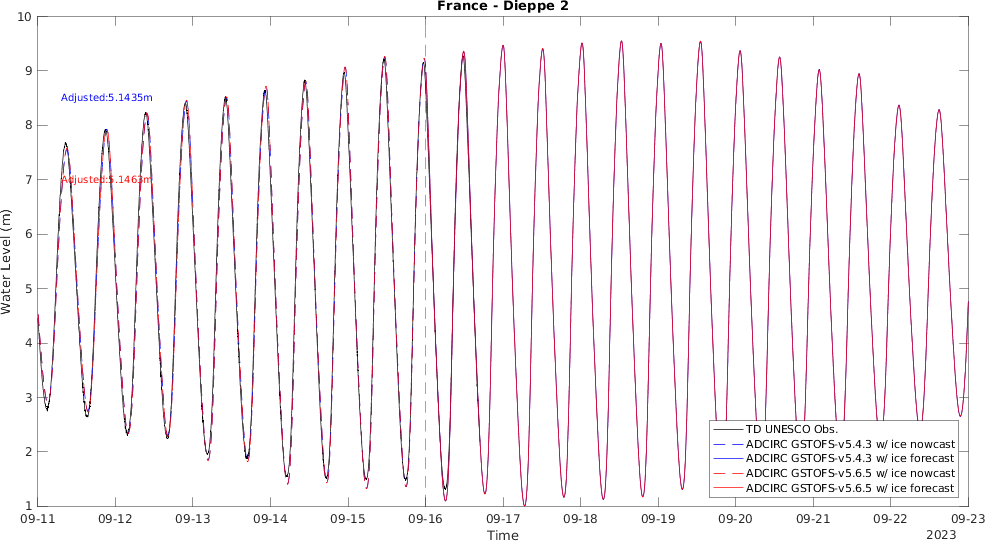 France - Dieppe 2
10
9
8
7
6
5
4
3
2
1
Water Level (m)
Adjusted:5.1435m
Adjusted:5.1463m
TD UNESCO Obs.
ADCIRC GSTOFS-v5.4.3 w/ ice nowcast
ADCIRC GSTOFS-v5.4.3 w/ ice forecast
ADCIRC GSTOFS-v5.6.5 w/ ice nowcast
ADCIRC GSTOFS-v5.6.5 w/ ice forecast
09-11 09-12 09-13 09-14 09-15 09-16 09-17 09-18 09-19 09-20 09-21 09-22 09-23
Time
2023